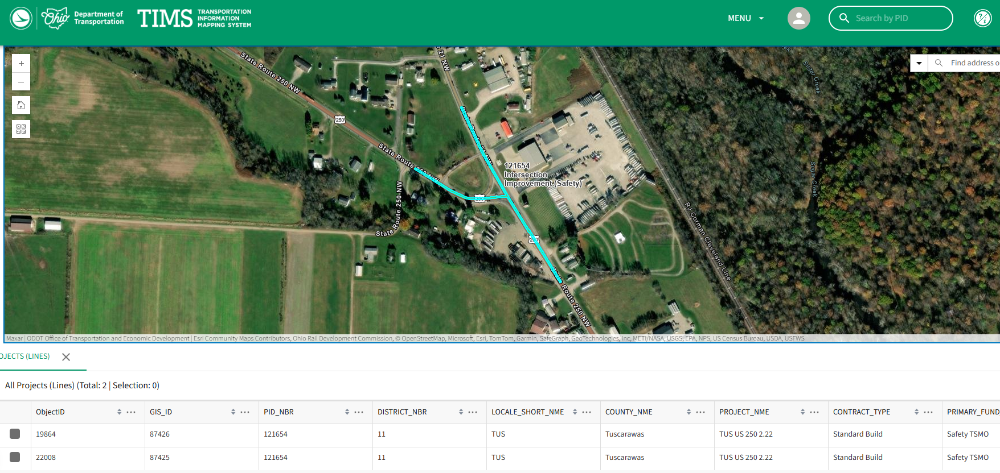 Ohio
Department of
Transportation
TIMS
TRANSPORTATION
INFORMATION
MAPPING SYSTEM
MENU
Search by PID
Find address o
21 NW
State Route 250 NW
250
Sugar Creek
State Route 250 NW
State Route 21 NW
121654
Intersection
Improvement (Safety)
Sugar Creek
State Route 250 NW
RJ Corman Cleveland Line
State Route 250 NW
Maxar | ODOT Office of Transportation and Economic Development | Esri Community Maps Contributors, Ohio Rail Development Commission, © OpenStreetMap, Microsoft, Esri, TomTom, Garmin, SafeGraph, GeoTechnologies, Inc, METI/NASA, USGS, EPA, NPS, US Census Bureau, USDA, USFWS
OJECTS (LINES)
All Projects (Lines) (Total: 2 | Selection: 0)
ObjectID GIS_ID PID_NBR DISTRICT_NBR LOCALE_SHORT_NME COUNTY_NME PROJECT_NME CONTRACT_TYPE PRIMARY_FUND
19864 87426 121654 11 TUS Tuscarawas TUS US 250 2.22 Standard Build Safety TSMO
22008 87425 121654 11 TUS Tuscarawas TUS US 250 2.22 Standard Build Safety TSMO